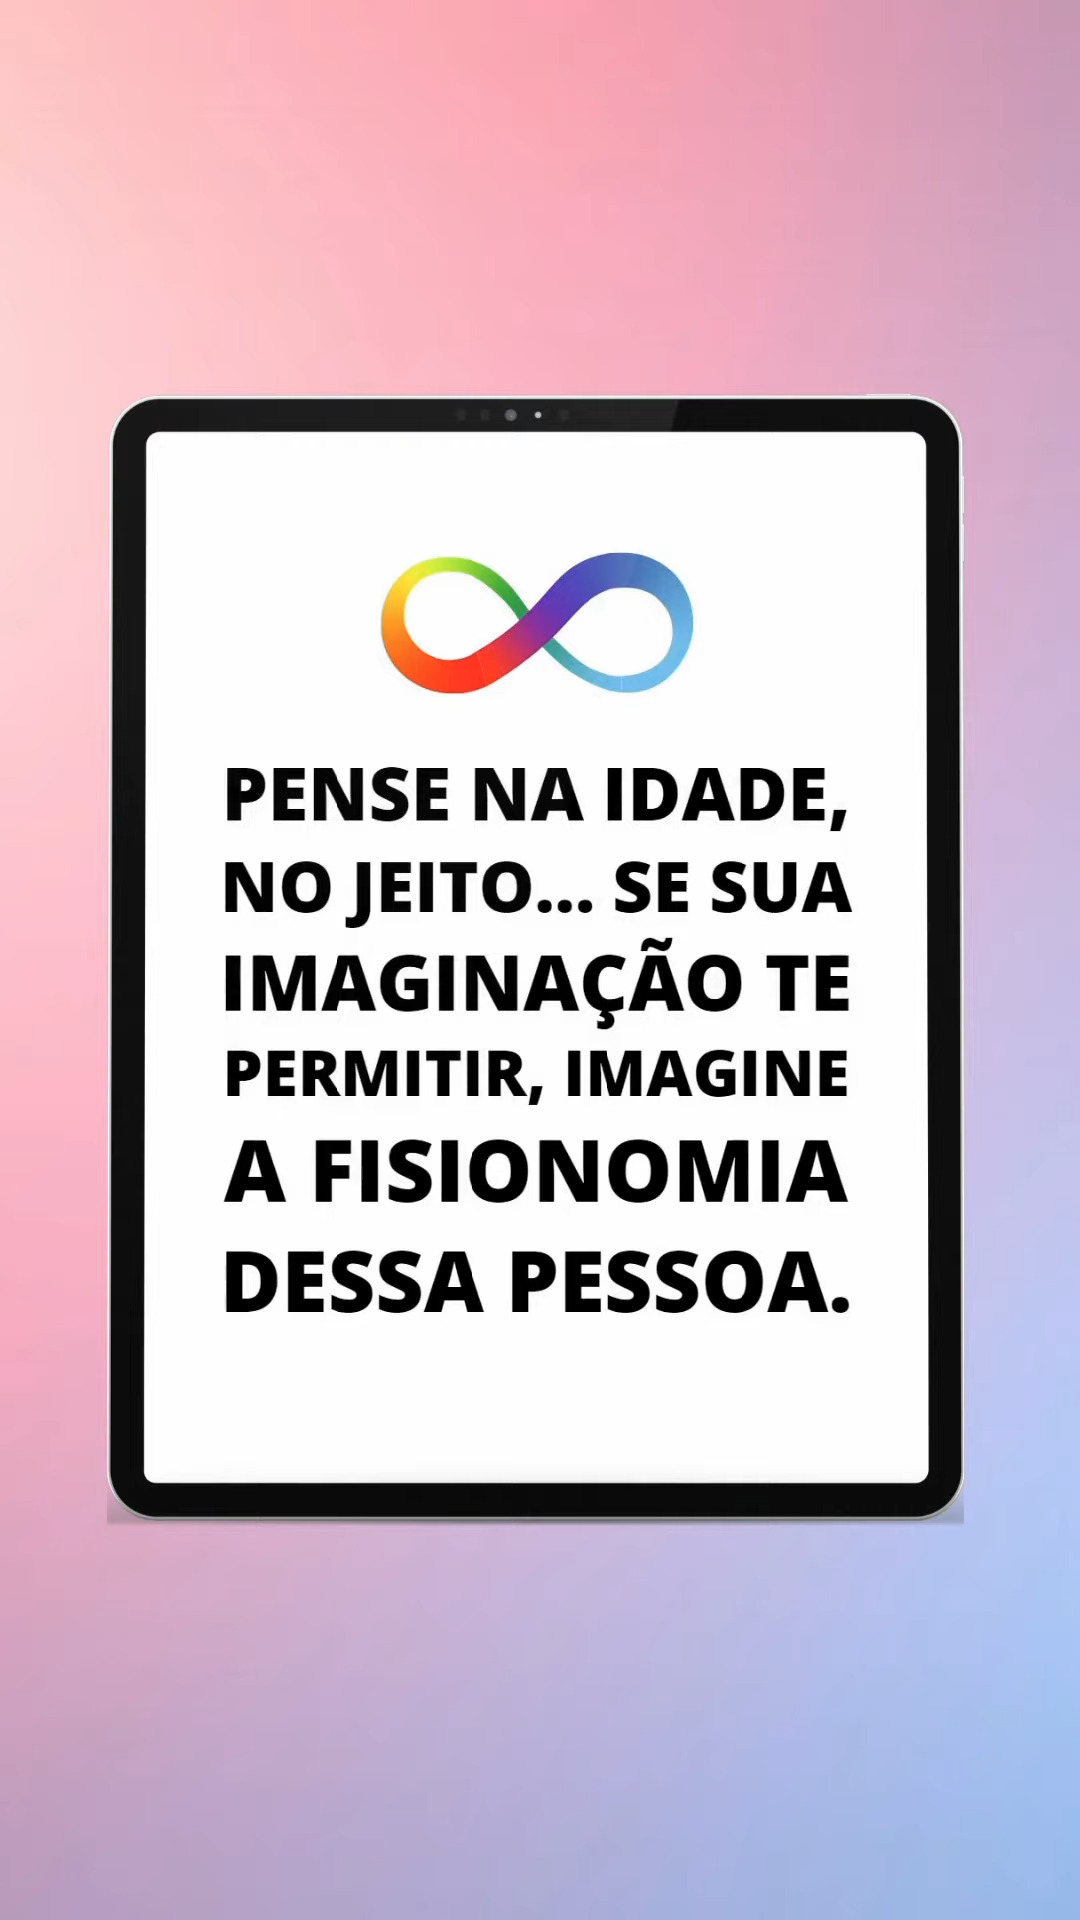 PENSE NA IDADE,
NO JEITO... SE SUA
IMAGINAÇÃO TE
PERMITIR, IMAGINE
A FISIONOMIA
DESSA PESSOA.